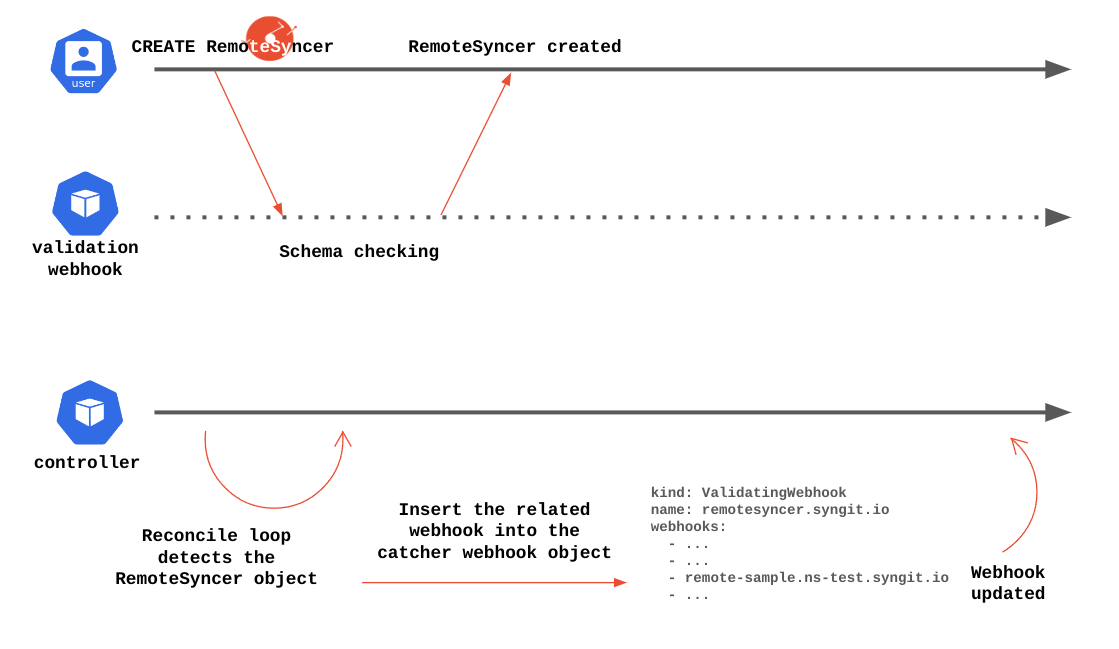 CREATE RemoteSyncer
RemoteSyncer created
user
validation
webhook
Schema checking
controller
Reconcile loop
detects the
RemoteSyncer object
Insert the related
webhook into the
catcher webhook object
kind: ValidatingWebhook
name: remotesyncer.syngit.io
webhooks:
- ...
- ...
- remote-sample.ns-test.syngit.io
- ...
Webhook
updated